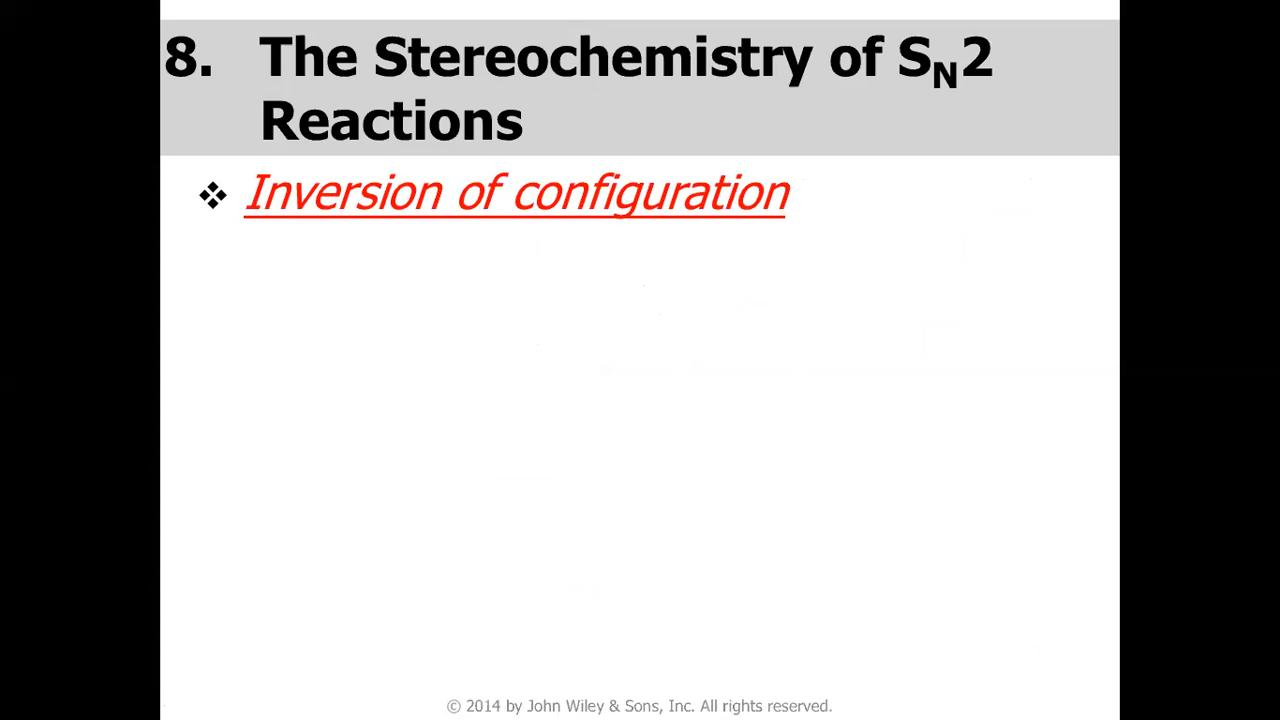 8. The Stereochemistry of SN2
Reactions
❖ Inversion of configuration
© 2014 by John Wiley & Sons, Inc. All rights reserved.